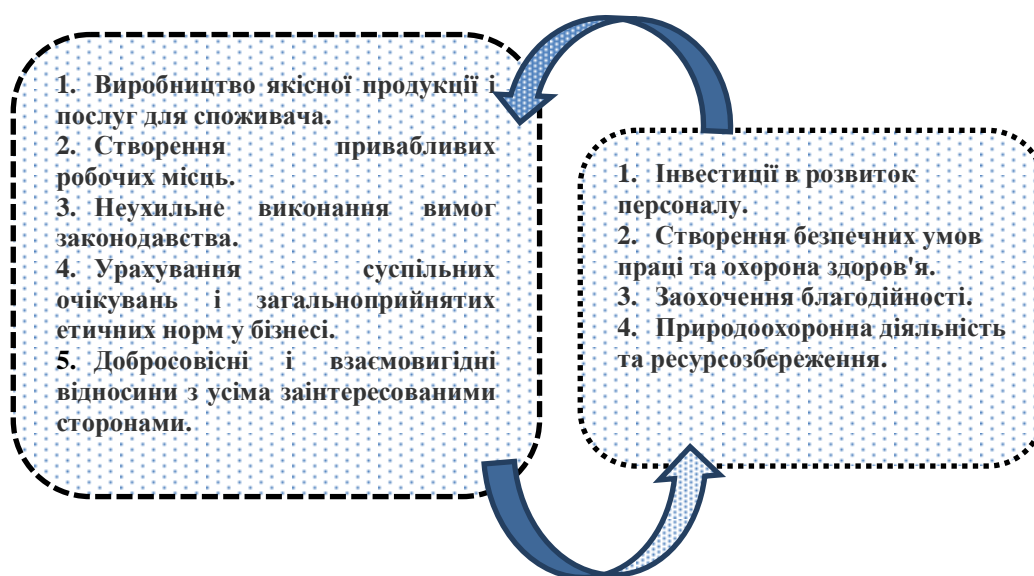 1. Виробництво якісної продукції і
послуг для споживача.
2. Створення привабливих
робочих місць.
3. Неухильне виконання вимог
законодавства.
4. Урахування суспільних
очікувань і загальноприйнятих
етичних норм у бізнесі.
5. Добросовісні і взаємовигідні
відносини з усіма заінтересованими
сторонами.
1. Інвестиції в розвиток
персоналу.
2. Створення безпечних умов
праці та охорона здоров'я.
3. Заохочення благодійності.
4. Природоохоронна діяльність
та ресурсозбереження.